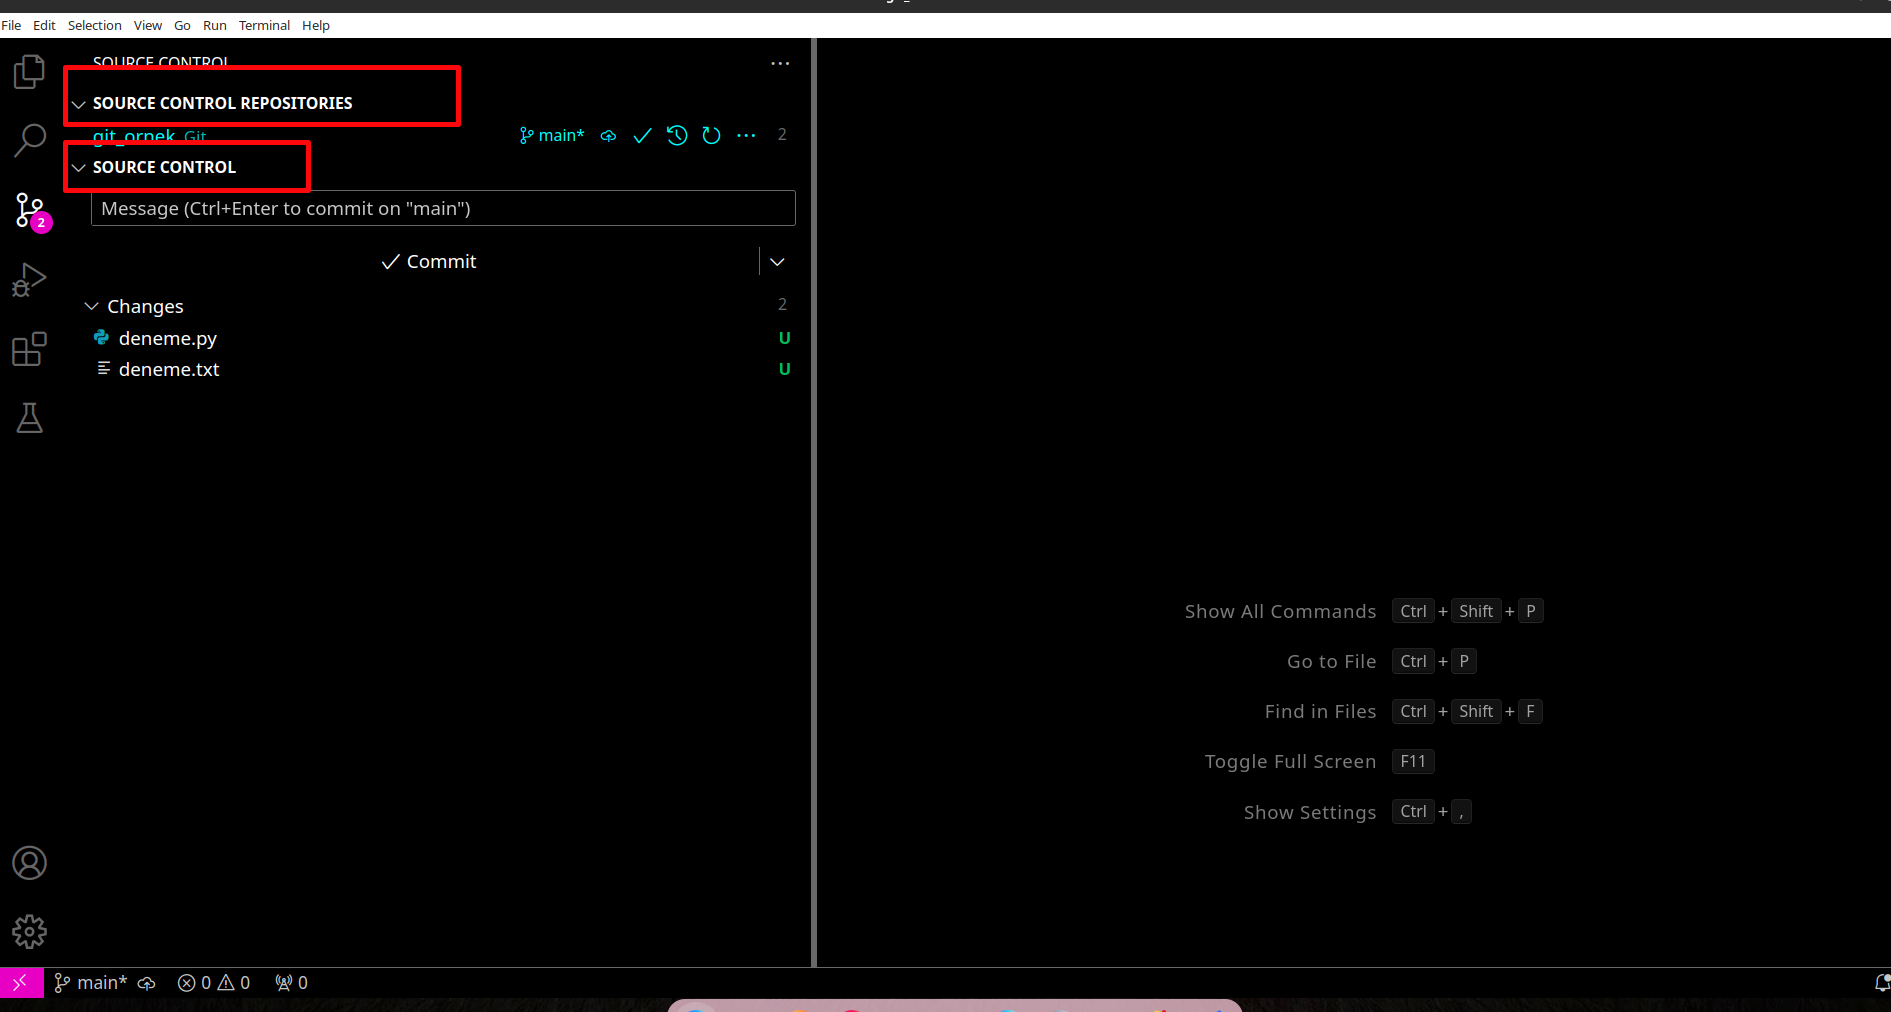 File Edit Selection View Go Run Terminal Help
SOURCE CONTROL
SOURCE CONTROL REPOSITORIES
git_ornek Git main* 2
SOURCE CONTROL
Message (Ctrl+Enter to commit on "main")
2
Commit
Changes 2
deneme.py U
deneme.txt U
Show All Commands Ctrl + Shift + P
Go to File Ctrl + P
Find in Files Ctrl + Shift + F
Toggle Full Screen F11
Show Settings Ctrl + ,
main* 0 0 0